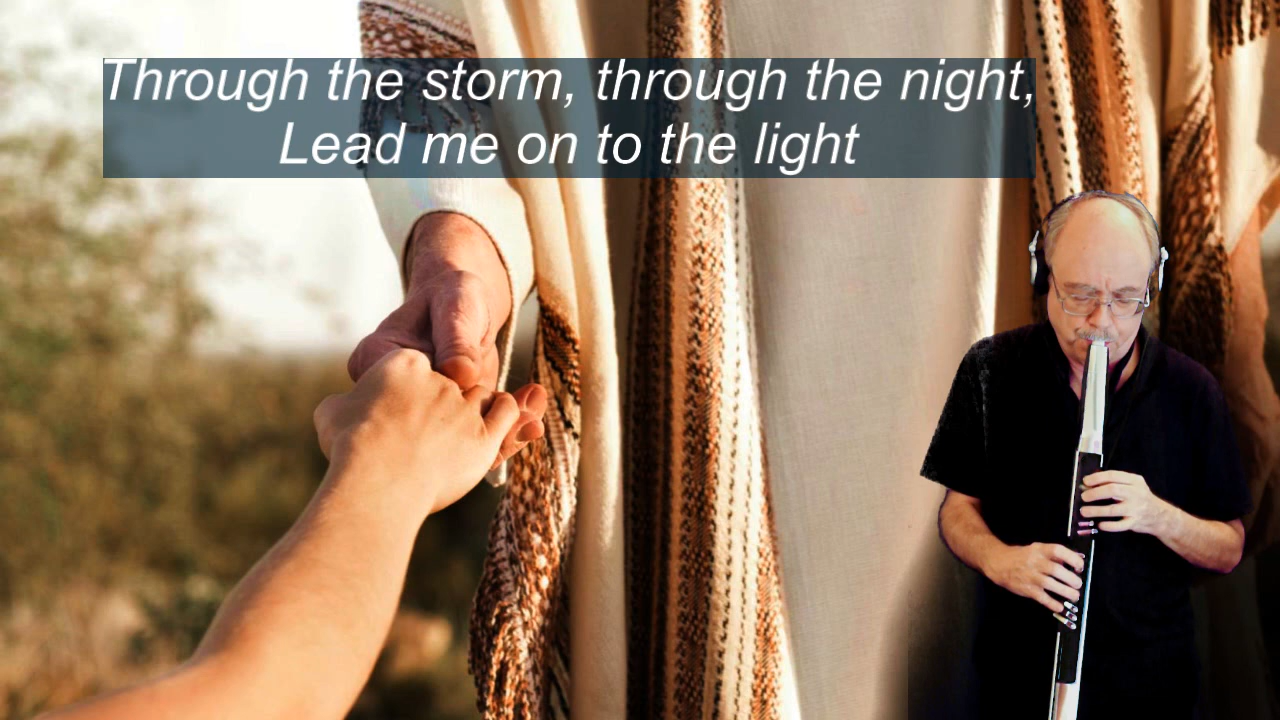 Through the storm, through the night,
Lead me on to the light